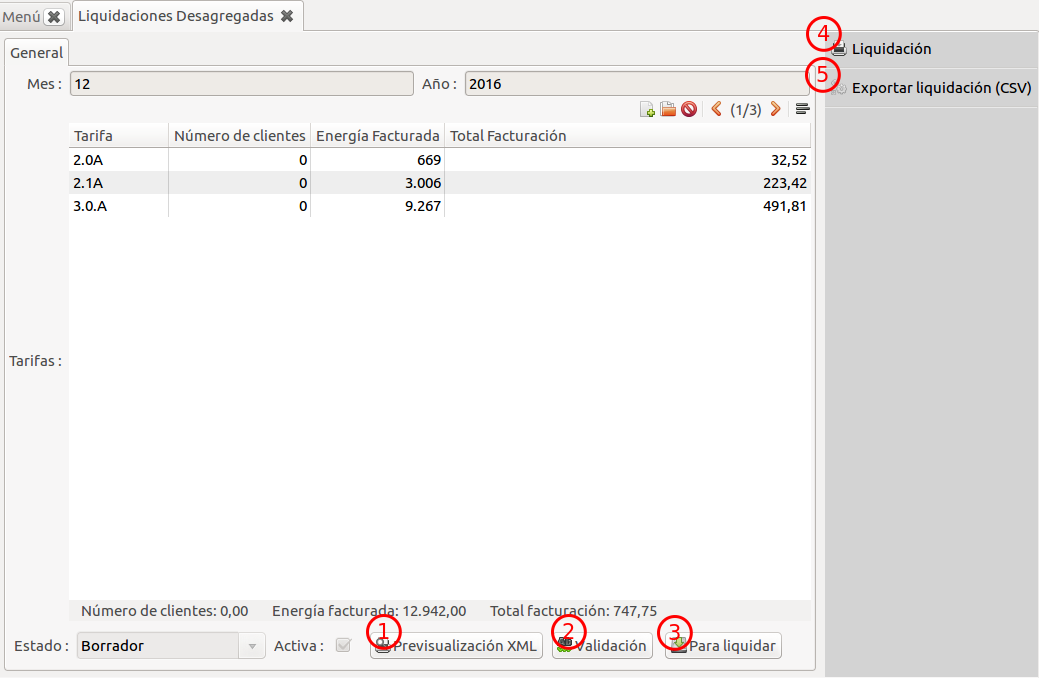 Menú
Liquidaciones Desagregadas
4
Liquidación
General
5
Mes :
12
Año :
2016
Exportar liquidación (CSV)
(1/3)
Tarifa Número de clientes Energía Facturada Total Facturación
2.0A 0 669 32,52
2.1A 0 3.006 223,42
3.0.A 0 9.267 491,81
Tarifas :
Número de clientes: 0,00 Energía facturada: 12.942,00 Total facturación: 747,75
1 2 3
Estado : Borrador Activa : Previsualización XML Validación Para liquidar